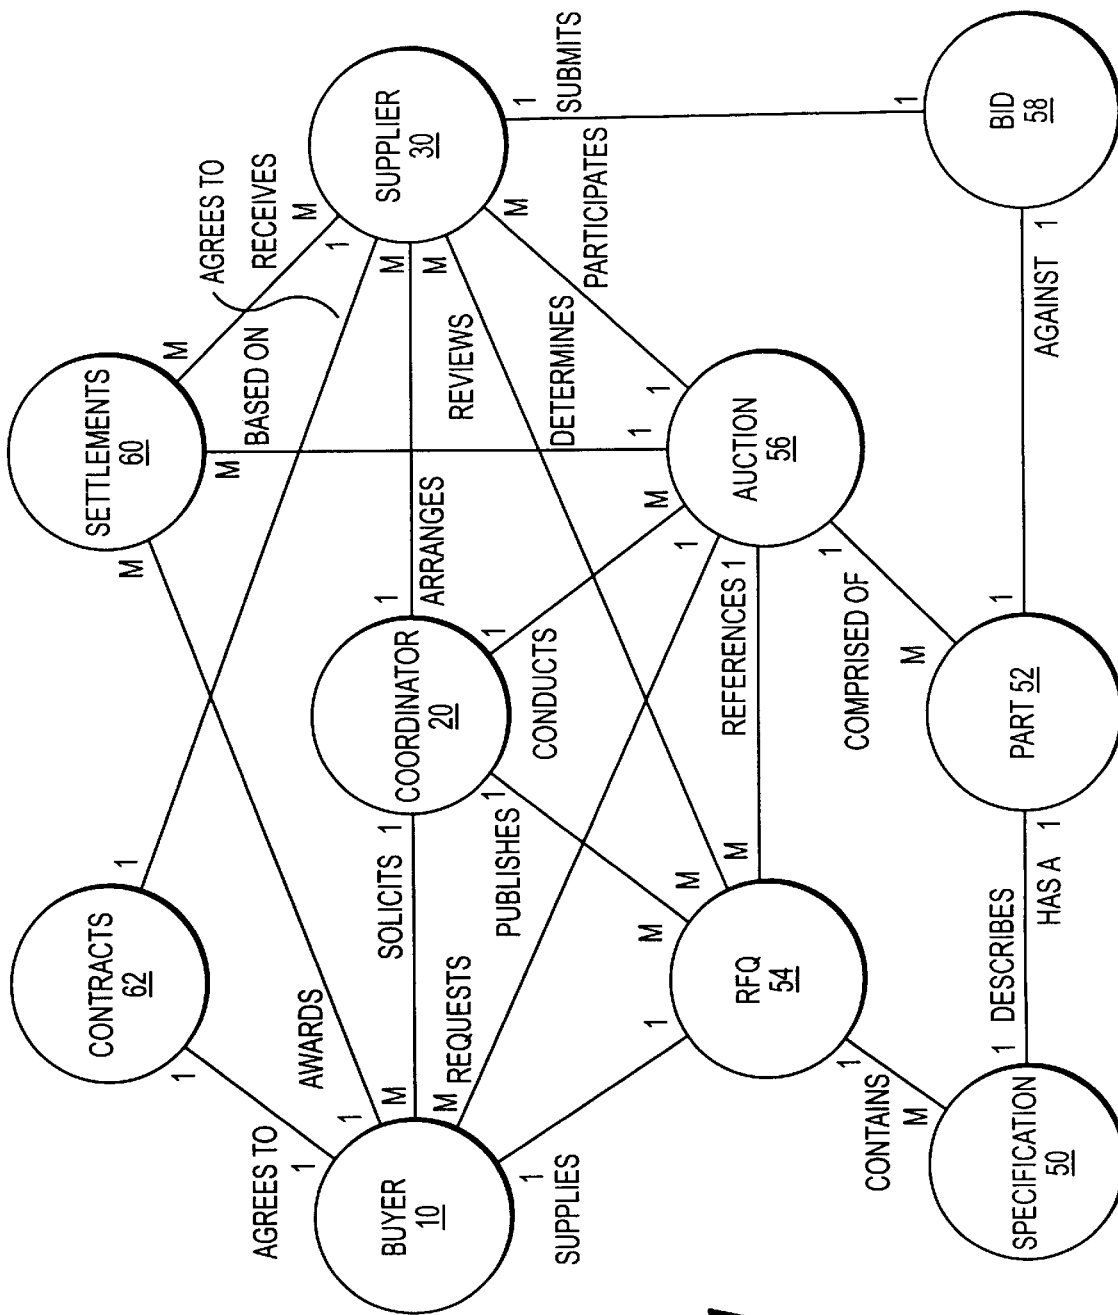 CONTRACTS
62
SETTLEMENTS
60
1
M
1
M
AGREES TO
M
AGREES TO
BASED ON
RECEIVES
1
AWARDS
M
1
1
M
SOLICITS
1
1
M
BUYER
10
COORDINATOR
20
SUPPLIER
30
M
REQUESTS
ARRANGES
M
REVIEWS
1
1
PUBLISHES
M
1
1
CONDUCTS
SUPPLIES
DETERMINES
SUBMITS
PARTICIPATES
1
1
M
M
1
M
1
M
REFERENCES 1
RFQ
54
AUCTION
56
1
1
COMPRISED OF
CONTAINS
M
M
1
1
DESCRIBES
1
SPECIFICATION
50
PART 52
BID
58
HAS A
1
AGAINST
1